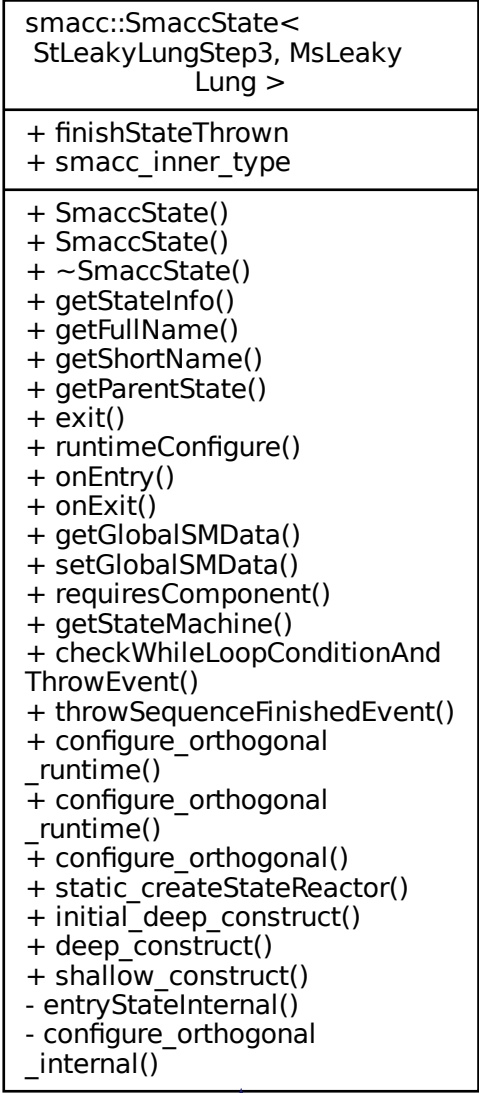 smacc::SmaccState<
StLeakyLungStep3, MsLeaky
Lung >
+ finishStateThrown
+ smacc_inner_type
+ SmaccState()
+ SmaccState()
+ ~SmaccState()
+ getStateInfo()
+ getFullName()
+ getShortName()
+ getParentState()
+ exit()
+ runtimeConfigure()
+ onEntry()
+ onExit()
+ getGlobalSMData()
+ setGlobalSMData()
+ requiresComponent()
+ getStateMachine()
+ checkWhileLoopConditionAnd
ThrowEvent()
+ throwSequenceFinishedEvent()
+ configure_orthogonal
_runtime()
+ configure_orthogonal
_runtime()
+ configure_orthogonal()
+ static_createStateReactor()
+ initial_deep_construct()
+ deep_construct()
+ shallow_construct()
- entryStateInternal()
- configure_orthogonal
_internal()